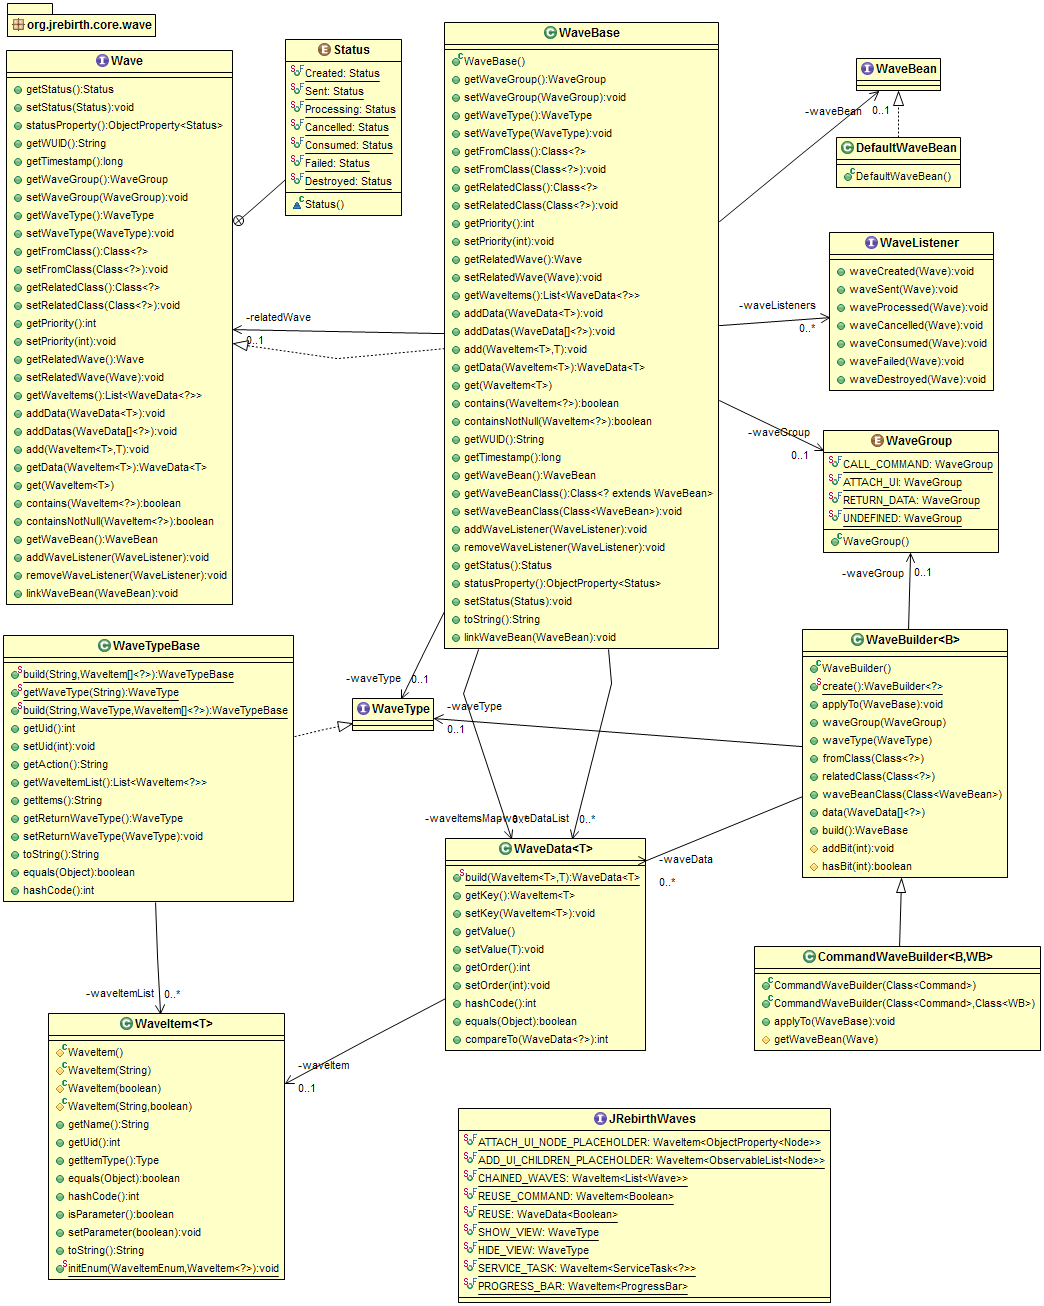 org.jrebirth.core.wave
Wave
getStatus():Status
setStatus(Status):void
statusProperty():ObjectProperty<Status>
getWUID():String
getTimestamp():long
getWaveGroup():WaveGroup
setWaveGroup(WaveGroup):void
getWaveType():WaveType
setWaveType(WaveType):void
getFromClass():Class<?>
setFromClass(Class<?>):void
getRelatedClass():Class<?>
setRelatedClass(Class<?>):void
getPriority():int
setPriority(int):void
getRelatedWave():Wave
setRelatedWave(Wave):void
getWaveItems():List<WaveData<?>>
addData(WaveData<T>):void
addDatas(WaveData[]<?>):void
add(WaveItem<T>,T):void
getData(WaveItem<T>):WaveData<T>
get(WaveItem<T>)
contains(WaveItem<?>):boolean
containsNotNull(WaveItem<?>):boolean
getWaveBean():WaveBean
addWaveListener(WaveListener):void
removeWaveListener(WaveListener):void
linkWaveBean(WaveBean):void
Status
Created: Status
Sent: Status
Processing: Status
Cancelled: Status
Consumed: Status
Failed: Status
Destroyed: Status
Status()
-relatedWave
0..1
WaveBase
WaveBase()
getWaveGroup():WaveGroup
setWaveGroup(WaveGroup):void
getWaveType():WaveType
setWaveType(WaveType):void
getFromClass():Class<?>
setFromClass(Class<?>):void
getRelatedClass():Class<?>
setRelatedClass(Class<?>):void
getPriority():int
setPriority(int):void
getRelatedWave():Wave
setRelatedWave(Wave):void
getWaveItems():List<WaveData<?>>
addData(WaveData<T>):void
addDatas(WaveData[]<?>):void
add(WaveItem<T>,T):void
getData(WaveItem<T>):WaveData<T>
get(WaveItem<T>)
contains(WaveItem<?>):boolean
containsNotNull(WaveItem<?>):boolean
getWUID():String
getTimestamp():long
getWaveBean():WaveBean
getWaveBeanClass():Class<? extends WaveBean>
setWaveBeanClass(Class<WaveBean>):void
addWaveListener(WaveListener):void
removeWaveListener(WaveListener):void
getStatus():Status
statusProperty():ObjectProperty<Status>
setStatus(Status):void
toString():String
linkWaveBean(WaveBean):void
WaveBean
-waveBean
0..1
DefaultWaveBean
DefaultWaveBean()
WaveListener
waveCreated(Wave):void
waveSent(Wave):void
waveProcessed(Wave):void
waveCancelled(Wave):void
waveConsumed(Wave):void
waveFailed(Wave):void
waveDestroyed(Wave):void
-waveListeners
0..*
-waveGroup
0..1
WaveGroup
CALL_COMMAND: WaveGroup
ATTACH_UI: WaveGroup
RETURN_DATA: WaveGroup
UNDEFINED: WaveGroup
WaveGroup()
-waveGroup
0..1
WaveBuilder<B>
WaveBuilder()
create():WaveBuilder<?>
applyTo(WaveBase):void
waveGroup(WaveGroup)
waveType(WaveType)
fromClass(Class<?>)
relatedClass(Class<?>)
waveBeanClass(Class<WaveBean>)
data(WaveData[]<?>)
build():WaveBase
addBit(int):void
hasBit(int):boolean
WaveTypeBase
build(String,WaveItem[]<?>):WaveTypeBase
getWaveType(String):WaveType
build(String,WaveType,WaveItem[]<?>):WaveTypeBase
getUid():int
setUid(int):void
getAction():String
getWaveItemList():List<WaveItem<?>>
getItems():String
getReturnWaveType():WaveType
setReturnWaveType(WaveType):void
toString():String
equals(Object):boolean
hashCode():int
-waveType
0..1
WaveType
-waveType
0..1
-waveItemsMap
0..*
-waveDataList
0..*
WaveData<T>
build(WaveItem<T>,T):WaveData<T>
getKey():WaveItem<T>
setKey(WaveItem<T>):void
getValue()
setValue(T):void
getOrder():int
setOrder(int):void
hashCode():int
equals(Object):boolean
compareTo(WaveData<?>):int
-waveData
0..*
CommandWaveBuilder<B,WB>
CommandWaveBuilder(Class<Command>)
CommandWaveBuilder(Class<Command>,Class<WB>)
applyTo(WaveBase):void
getWaveBean(Wave)
-waveItemList
0..*
WaveItem<T>
WaveItem()
WaveItem(String)
WaveItem(boolean)
WaveItem(String,boolean)
getName():String
getUid():int
getItemType():Type
equals(Object):boolean
hashCode():int
isParameter():boolean
setParameter(boolean):void
toString():String
initEnum(WaveItemEnum,WaveItem<?>):void
-waveItem
0..1
JRebirthWaves
ATTACH_UI_NODE_PLACEHOLDER: WaveItem<ObjectProperty<Node>>
ADD_UI_CHILDREN_PLACEHOLDER: WaveItem<ObservableList<Node>>
CHAINED_WAVES: WaveItem<List<Wave>>
REUSE_COMMAND: WaveItem<Boolean>
REUSE: WaveData<Boolean>
SHOW_VIEW: WaveType
HIDE_VIEW: WaveType
SERVICE_TASK: WaveItem<ServiceTask<?>>
PROGRESS_BAR: WaveItem<ProgressBar>